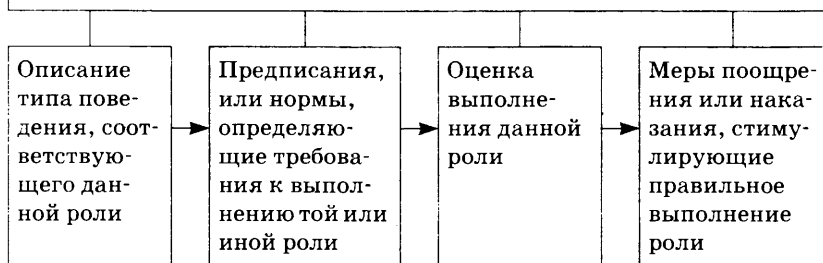 Описание
типа пове-
дения, соот-
ветствую-
щего дан-
ной роли
Предписания,
или нормы,
определяю-
щие требова-
ния к выпол-
нению той или
иной роли
Оценка
выполне-
ния данной
роли
Меры поощре-
ния или нака-
зания, стиму-
лирующие
правильное
выполнение
роли